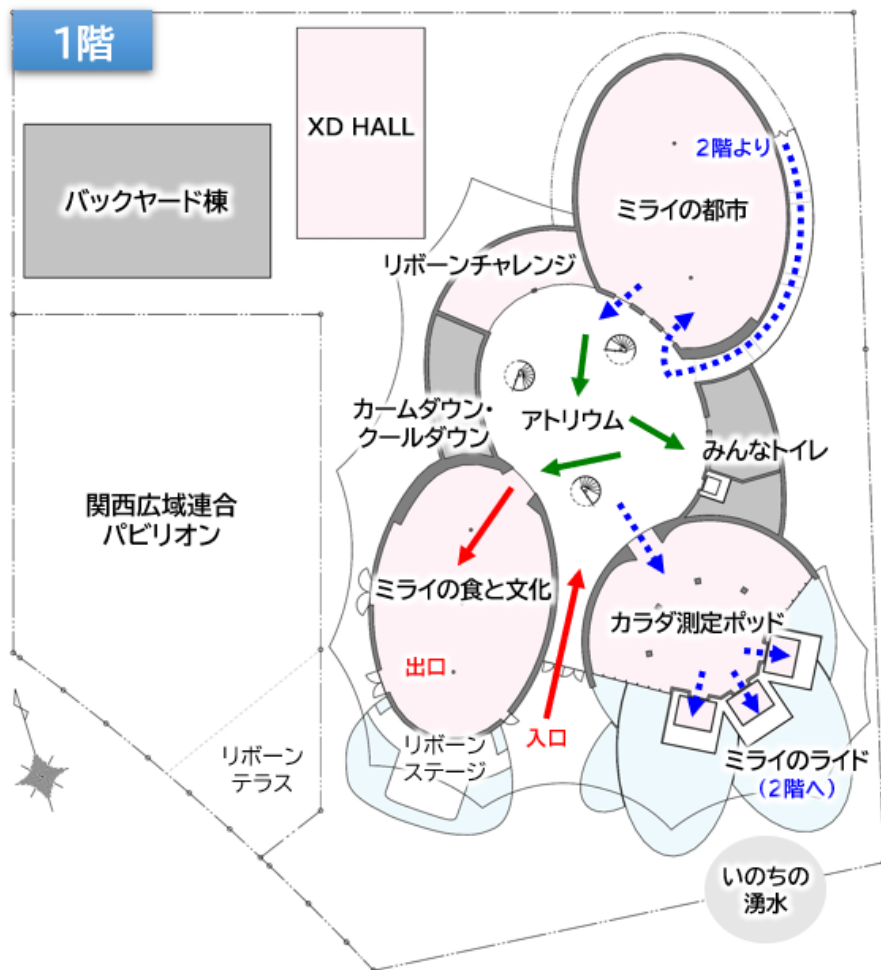 1階
XD HALL
バックヤード棟
2階より
ミライの都市
リボーンチャレンジ
カームダウン・
クールダウン
アトリウム
みんなトイレ
関西広域連合
パビリオン
ミライの食と文化
カラダ測定ポッド
出口
入口
リボーン
テラス
リボーン
ステージ
ミライのライド
(2階へ)
いのちの
湧水